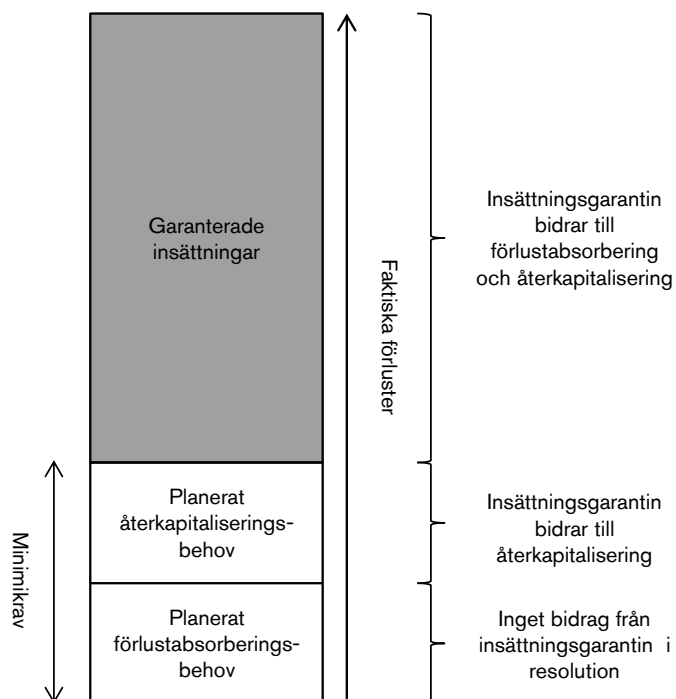 Garanterade
insättningar
Insättningsgarantin
bidrar till
förlustabsorbering
och återkapitalisering
Faktiska förluster
Planerat
återkapitaliserings-
behov
Insättningsgarantin
bidrar till
återkapitalisering
Minimikrav
Planerat
förlustabsorberings-
behov
Inget bidrag från
insättningsgarantin i
resolution